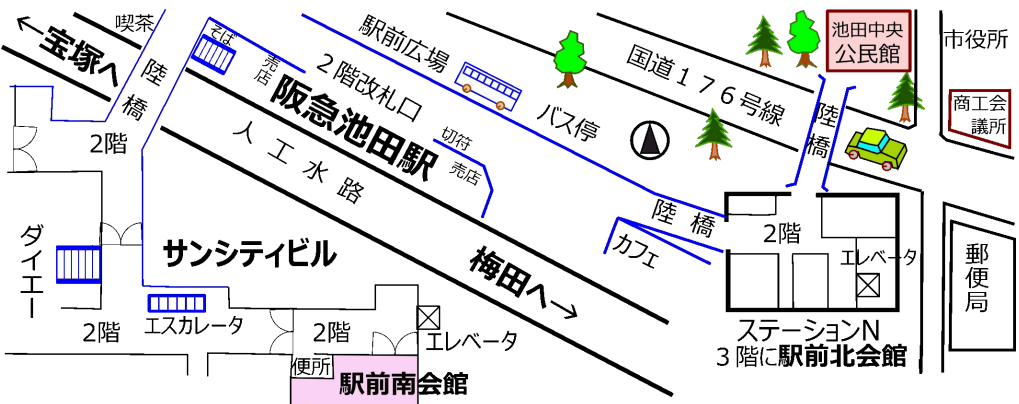 喫茶
←宝塚へ
陸橋
2階
そば
売店
駅前広場
2階改札口
阪急池田駅
切符
売店
人工水路
バス停
国道176号線
池田中央
公民館
市役所
商工会
議所
陸橋
陸橋
カフェ
2階
エレベータ
郵便局
ステーションN
3階に駅前北会館
ダイエー
サンシティビル
梅田へ→
エスカレータ
2階
2階
エレベータ
便所
駅前南会館